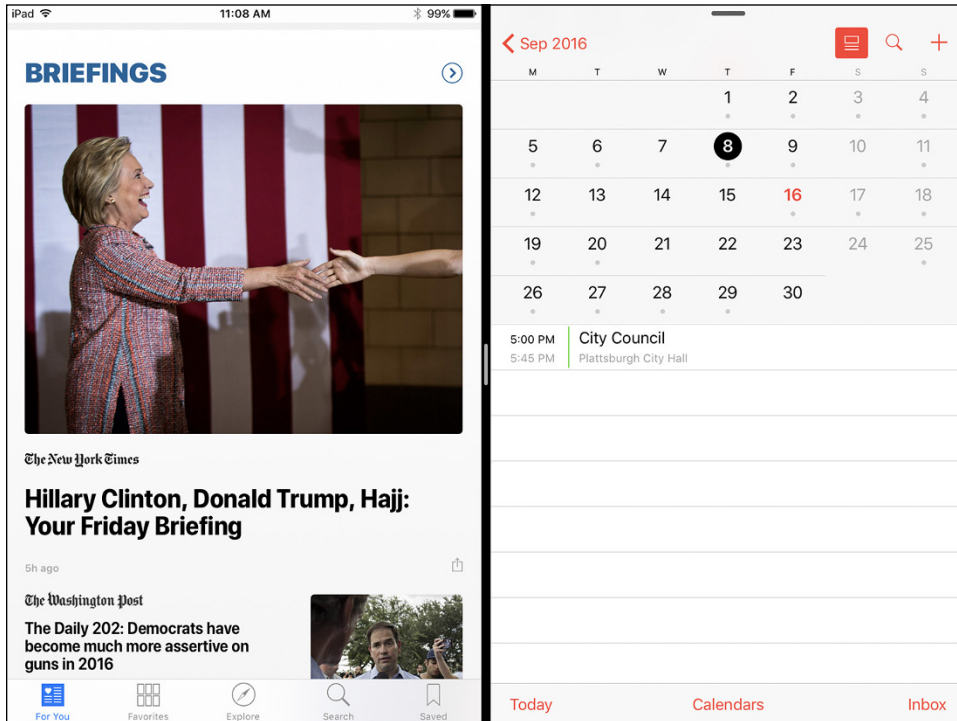 iPad 11:08 AM 99%
BRIEFINGS
The New York Times
Hillary Clinton, Donald Trump, Hajj:
Your Friday Briefing
5h ago
The Washington Post
The Daily 202: Democrats have
become much more assertive on
guns in 2016
For You Favorites Explore Search Saved
Sep 2016
M T W T F S S
1 2 3 4
5 6 7 8 9 10 11
12 13 14 15 16 17 18
19 20 21 22 23 24 25
26 27 28 29 30
5:00 PM City Council
5:45 PM Plattsburgh City Hall
Today Calendars Inbox